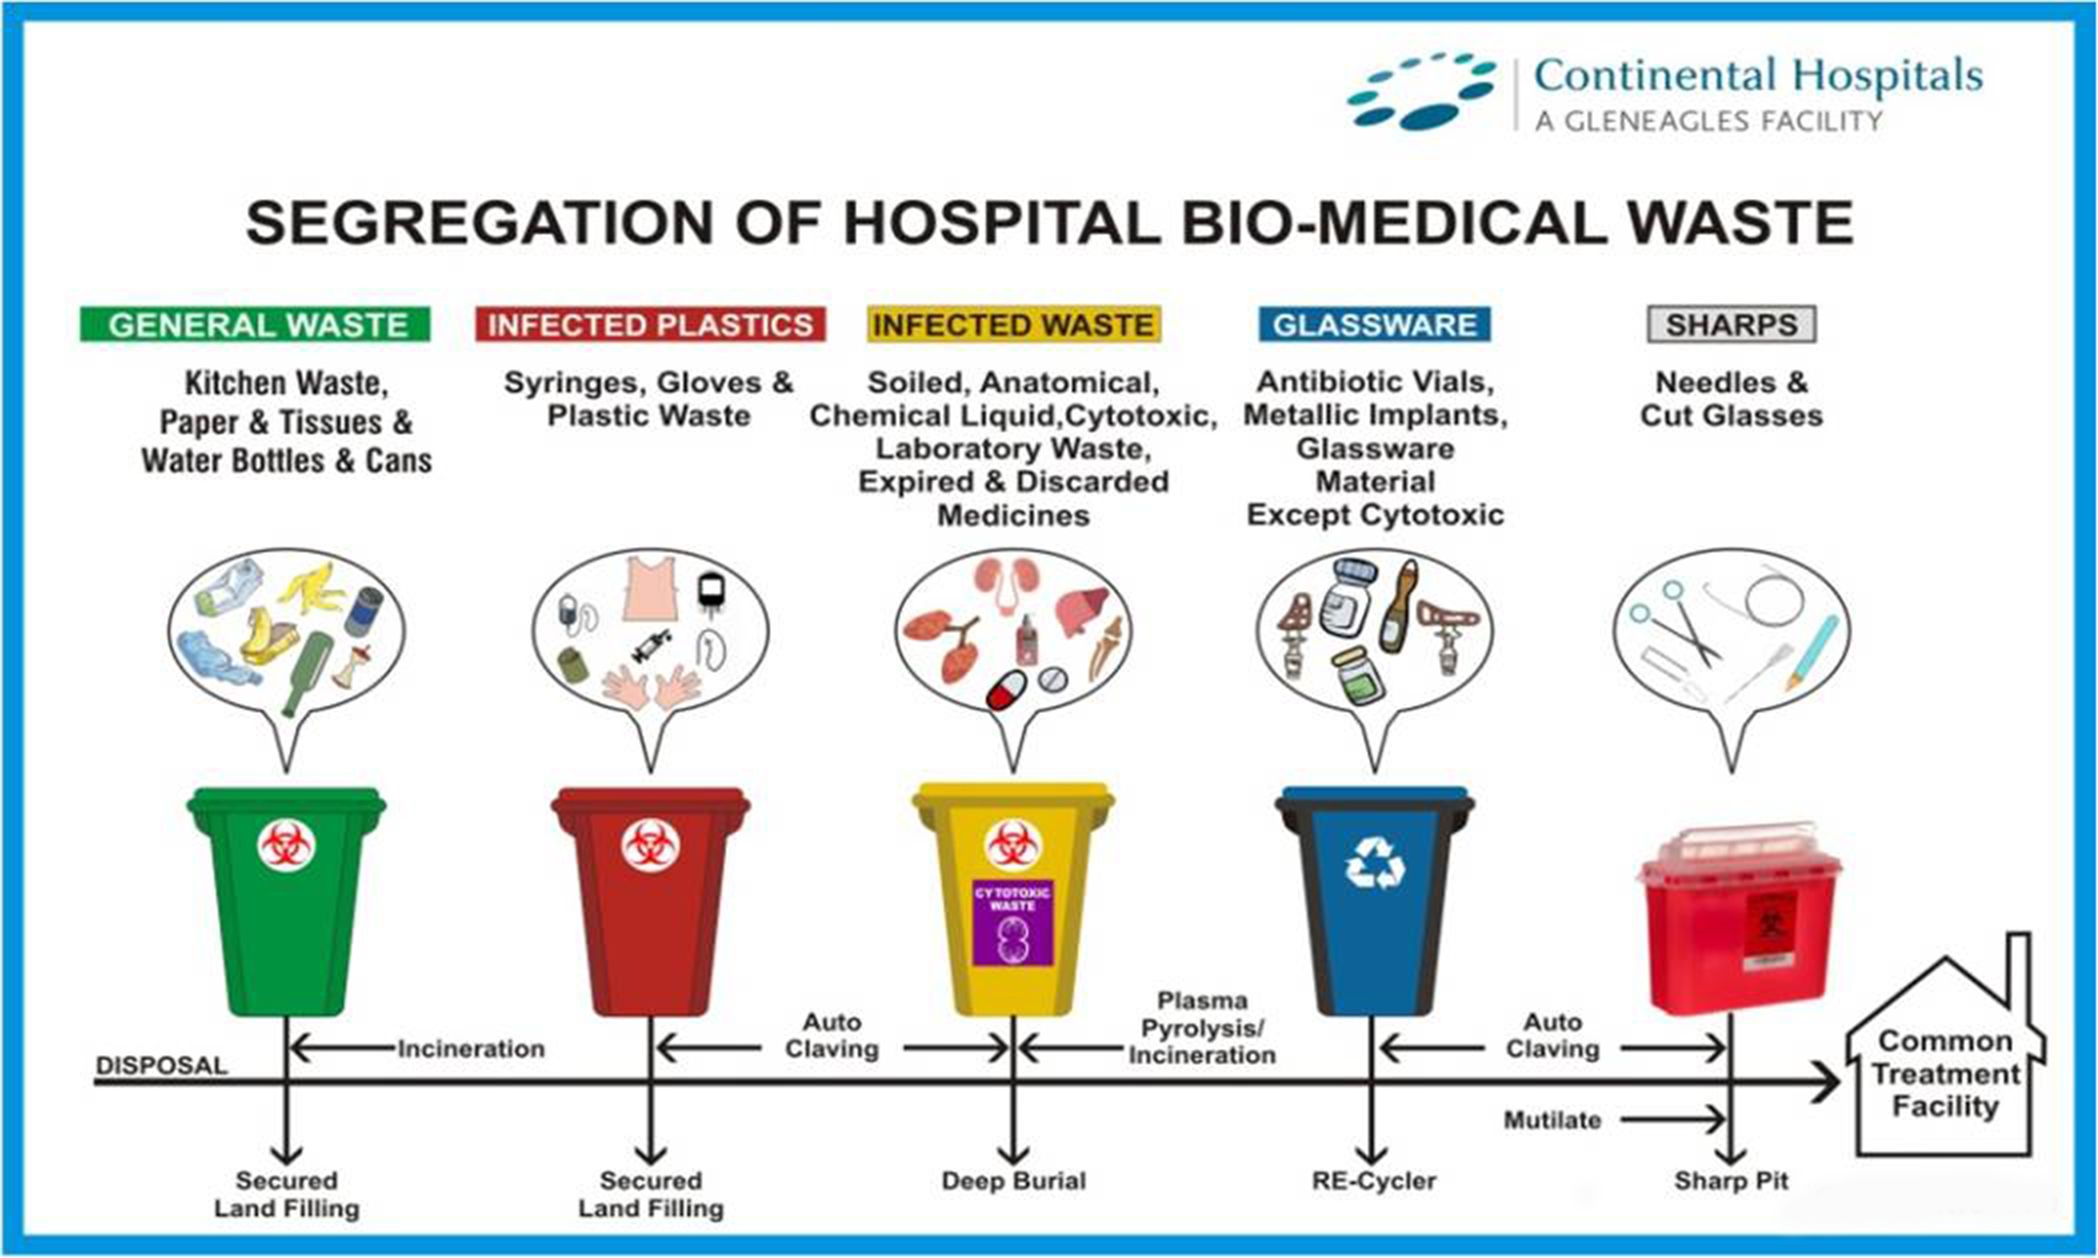 Continental Hospitals
A GLENEAGLES FACILITY
SEGREGATION OF HOSPITAL BIO-MEDICAL WASTE
GENERAL WASTE
Kitchen Waste,
Paper & Tissues &
Water Bottles & Cans
INFECTED PLASTICS
Syringes, Gloves &
Plastic Waste
INFECTED WASTE
Soiled, Anatomical,
Chemical Liquid,Cytotoxic,
Laboratory Waste,
Expired & Discarded
Medicines
GLASSWARE
Antibiotic Vials,
Metallic Implants,
Glassware
Material
Except Cytotoxic
SHARPS
Needles &
Cut Glasses
CYTOTOXIC
WASTE
DISPOSAL
Incineration
Auto
Claving
Plasma
Pyrolysis/
Incineration
Auto
Claving
Mutilate
Common
Treatment
Facility
Secured
Land Filling
Secured
Land Filling
Deep Burial
RE-Cycler
Sharp Pit